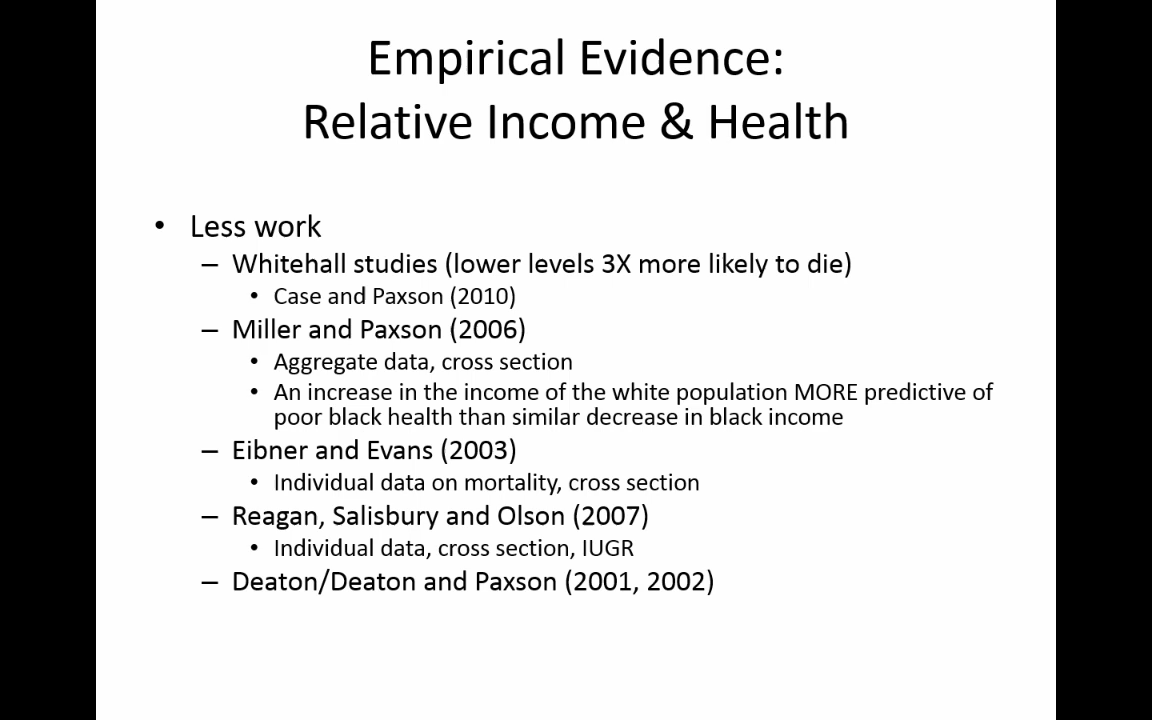 Empirical Evidence:
Relative Income & Health
• Less work
– Whitehall studies (lower levels 3X more likely to die)
• Case and Paxson (2010)
– Miller and Paxson (2006)
• Aggregate data, cross section
• An increase in the income of the white population MORE predictive of
poor black health than similar decrease in black income
– Eibner and Evans (2003)
• Individual data on mortality, cross section
– Reagan, Salisbury and Olson (2007)
• Individual data, cross section, IUGR
– Deaton/Deaton and Paxson (2001, 2002)